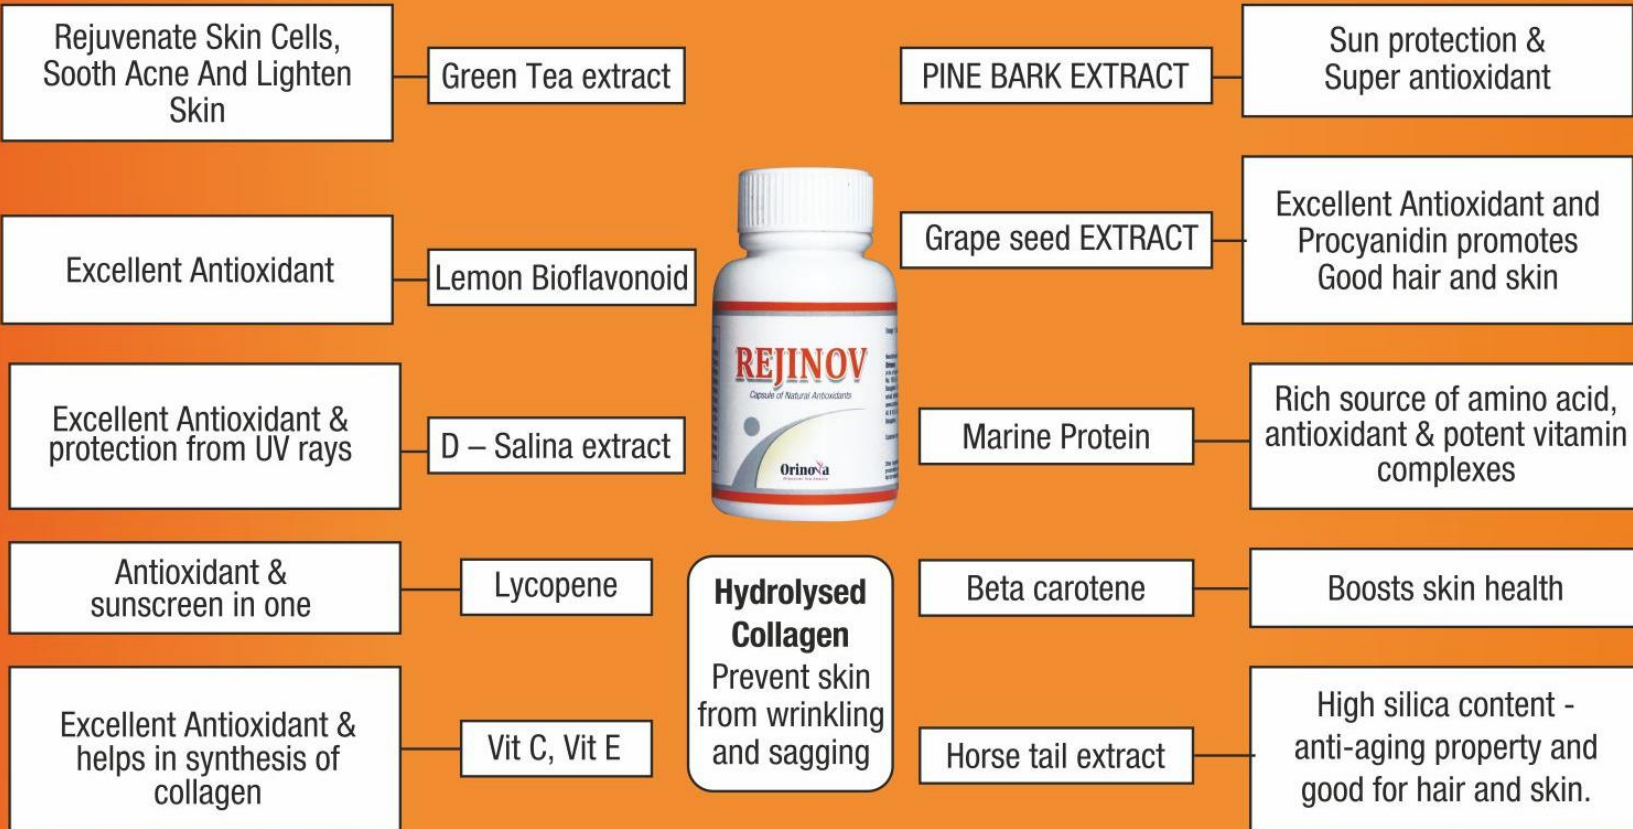 Rejuvenate Skin Cells,
Sooth Acne And Lighten
Skin
Green Tea extract
PINE BARK EXTRACT
Sun protection &
Super antioxidant
Excellent Antioxidant
Lemon Bioflavonoid
Grape seed EXTRACT
Excellent Antioxidant and
Procyanidin promotes
Good hair and skin
REJINOV
Capsule of Natural Antioxidants
Orinova
Excellent Antioxidant &
protection from UV rays
D – Salina extract
Marine Protein
Rich source of amino acid,
antioxidant & potent vitamin
complexes
Antioxidant &
sunscreen in one
Lycopene
Hydrolysed
Collagen
Prevent skin
from wrinkling
and sagging
Beta carotene
Boosts skin health
Excellent Antioxidant &
helps in synthesis of
collagen
Vit C, Vit E
Horse tail extract
High silica content -
anti-aging property and
good for hair and skin.